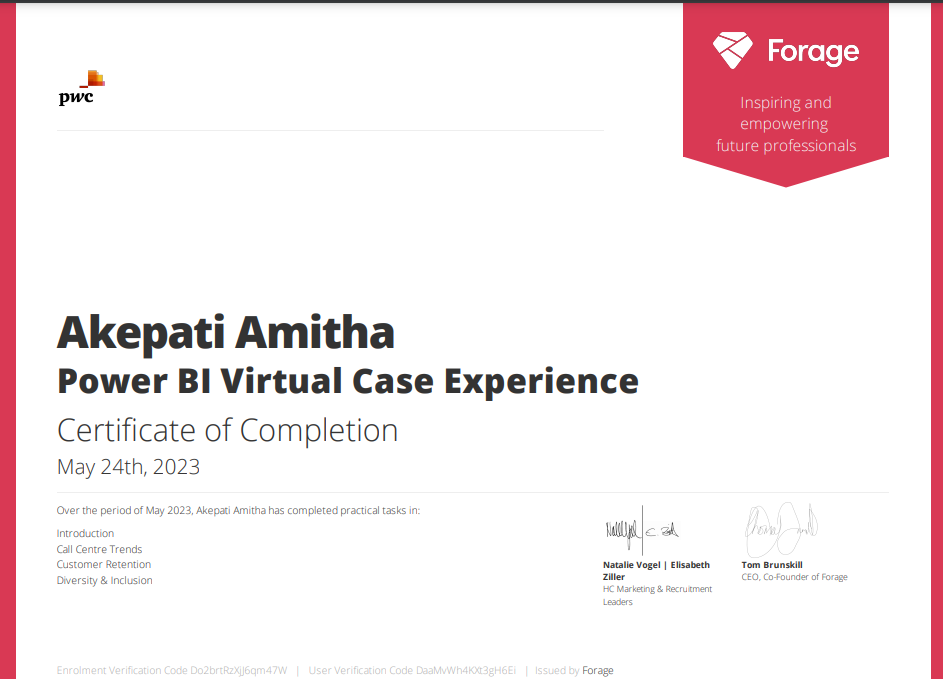 pwc
Forage
Inspiring and
empowering
future professionals
Akepati Amitha
Power BI Virtual Case Experience
Certificate of Completion
May 24th, 2023
Over the period of May 2023, Akepati Amitha has completed practical tasks in:
Introduction
Call Centre Trends
Customer Retention
Diversity & Inclusion
Natalie Vogel | Elisabeth
Ziller
HC Marketing & Recruitment
Leaders
Tom Brunskill
CEO, Co-Founder of Forage
Enrolment Verification Code Do2brtRzXjJ6qm47W | User Verification Code DaaMvWh4KXt3gH6Ei | Issued by Forage